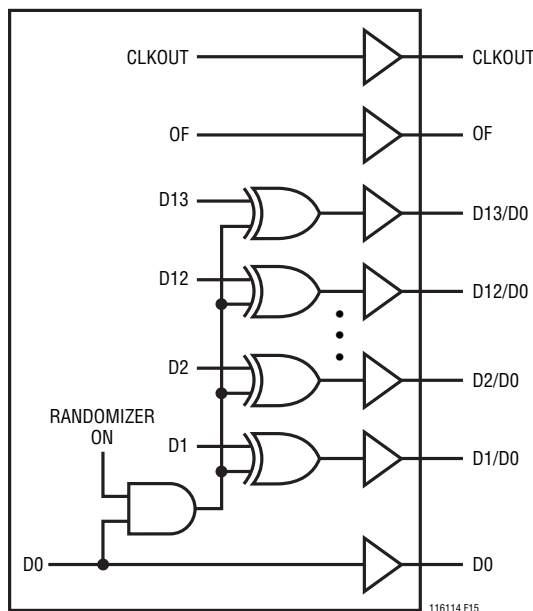 CLKOUT CLKOUT
OF OF
D13 D13/D0
D12 D12/D0
D2 D2/D0
RANDOMIZER
ON
D1 D1/D0
D0 D0
116114 F15